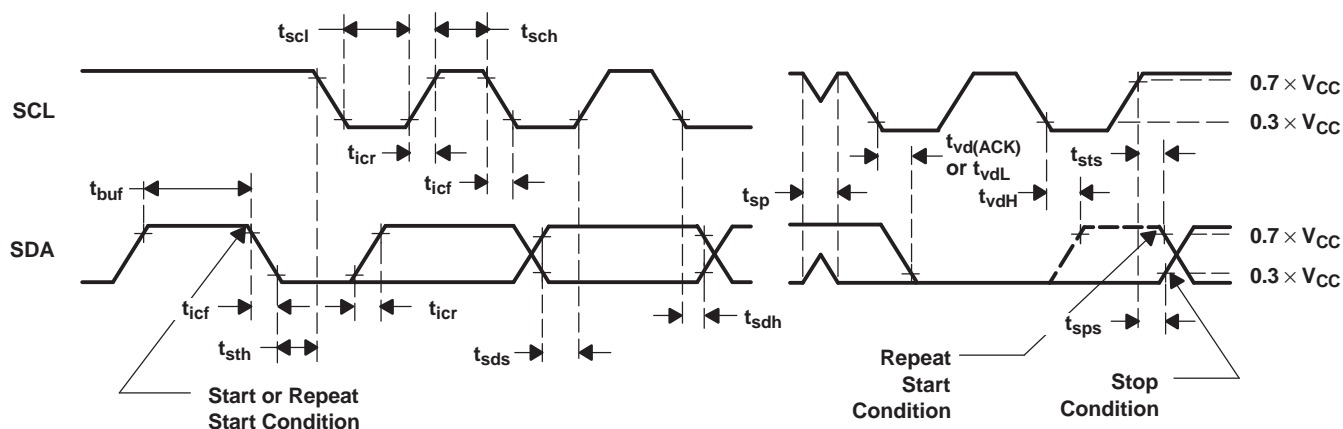 tscl
tsch
SCL
0.7 × VCC
0.3 × VCC
ticr
tvd(ACK)
or tvdL
tsts
tbuf
ticf
tsp
tvdH
SDA
0.7 × VCC
0.3 × VCC
ticf
ticr
tsdh
tsps
tsth
tsds
Start or Repeat
Start Condition
Repeat
Start
Condition
Stop
Condition